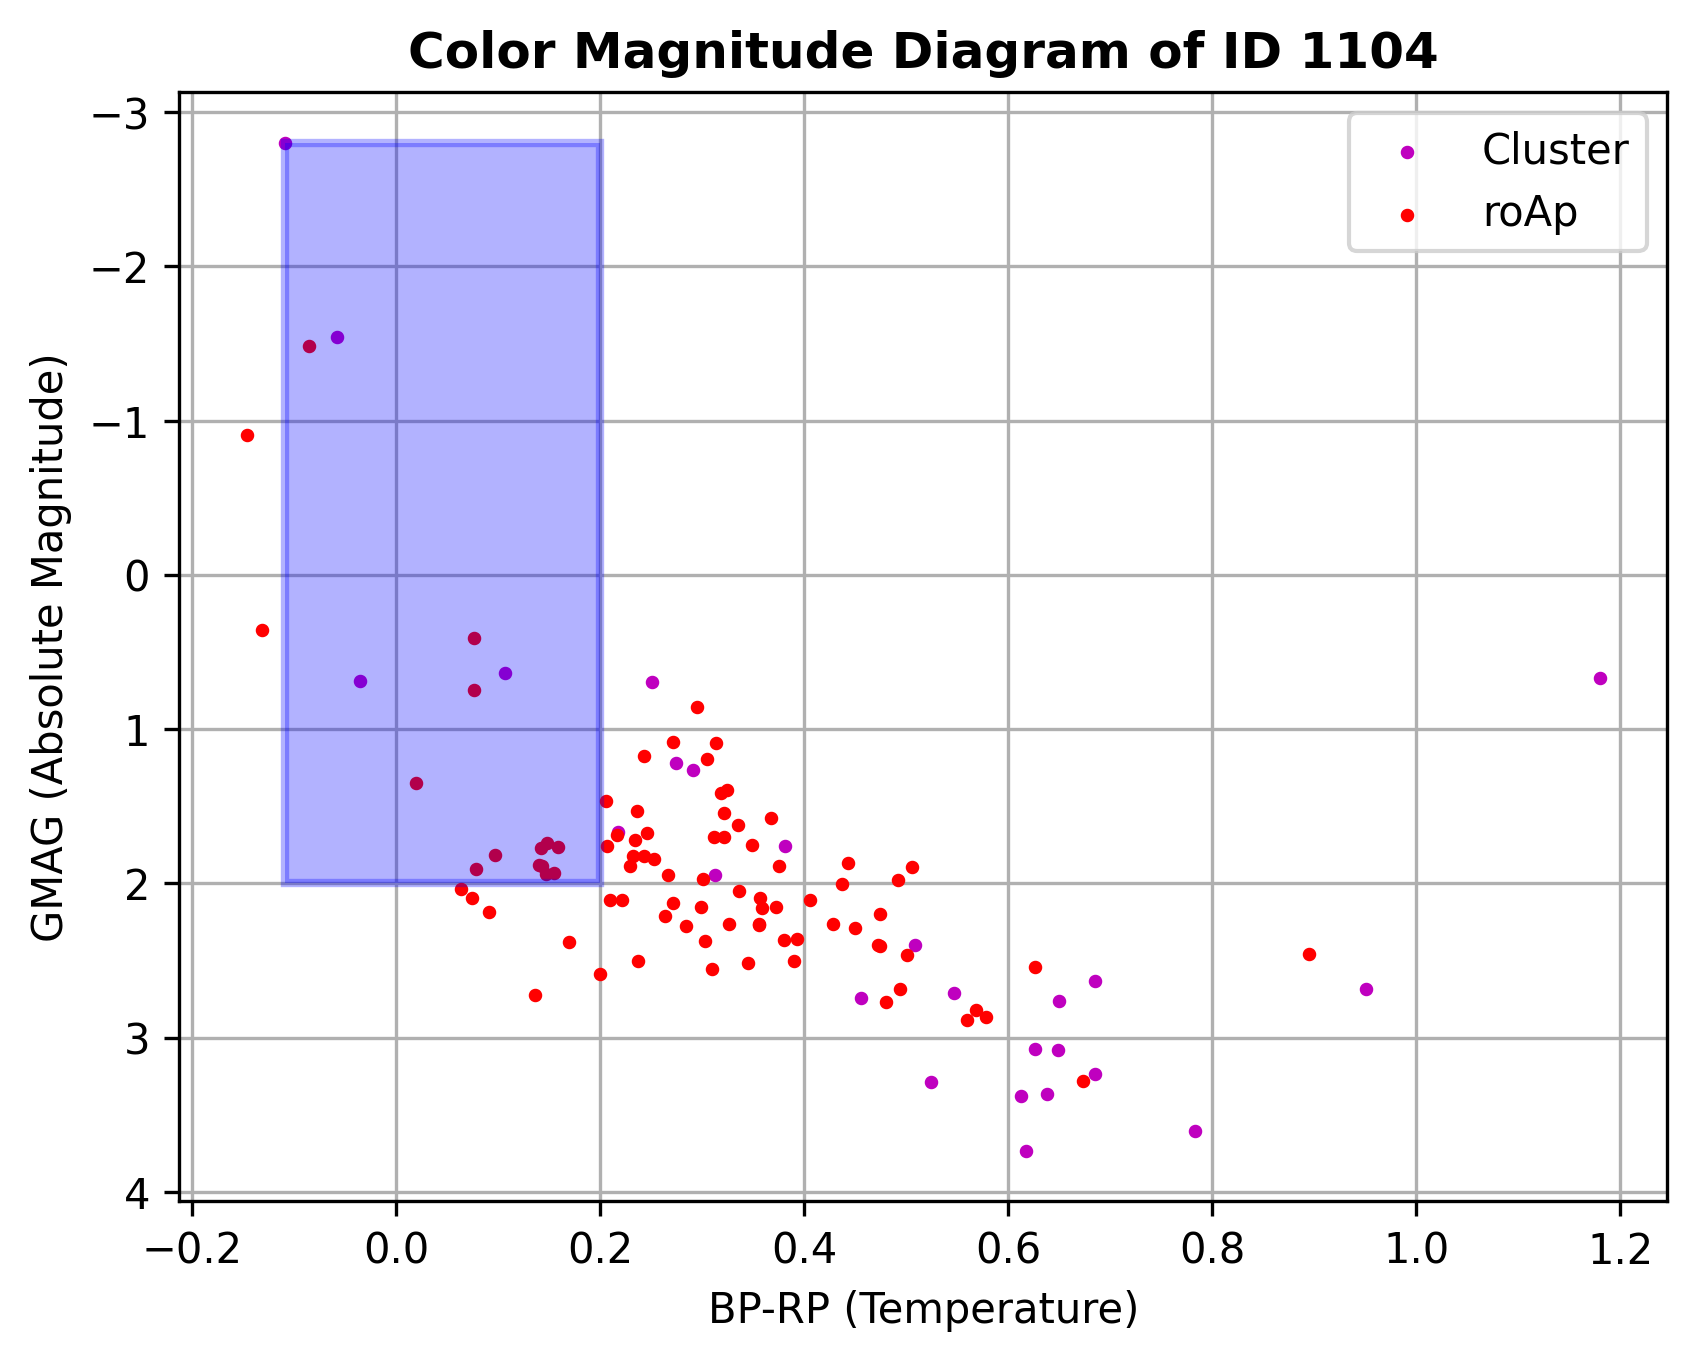 Color Magnitude Diagram of ID 1104
Cluster
roAp
GMAG (Absolute Magnitude)
−3
−2
−1
0
1
2
3
4
−0.2 0.0 0.2 0.4 0.6 0.8 1.0 1.2
BP-RP (Temperature)